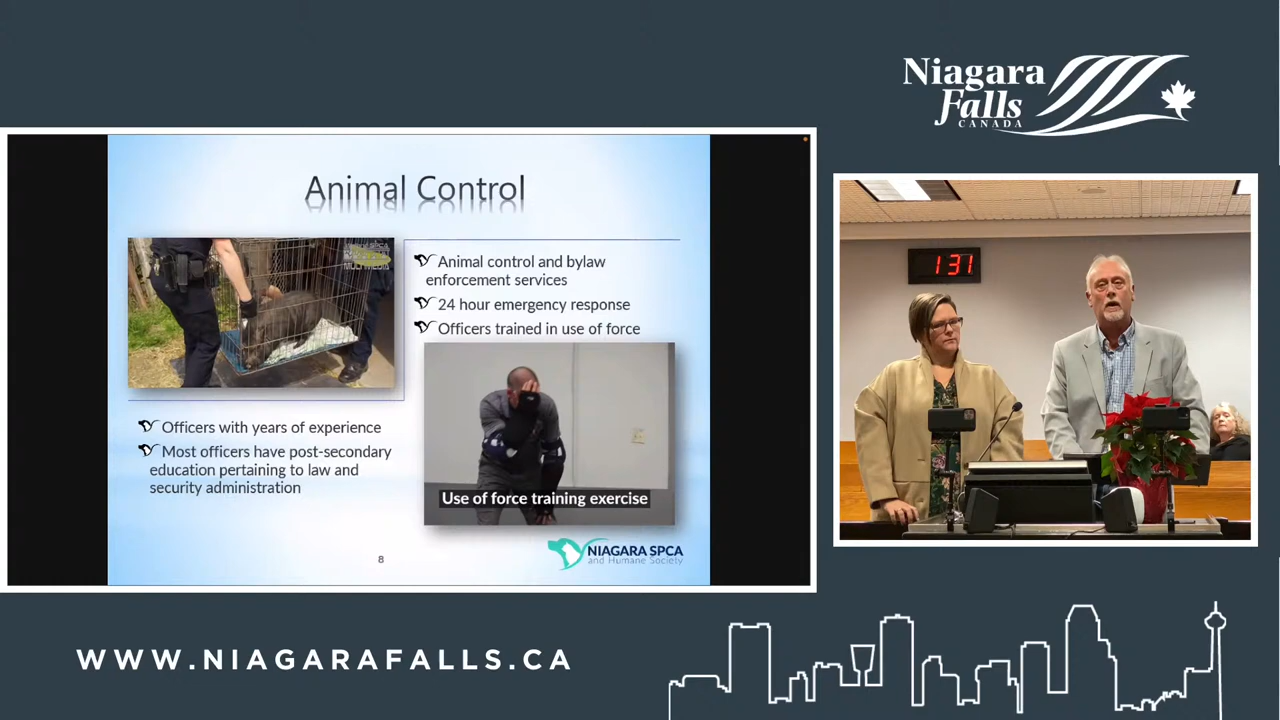 Niagara
Falls
CANADA
Animal Control
Animal control and bylaw
enforcement services
24 hour emergency response
Officers trained in use of force
Officers with years of experience
Most officers have post-secondary
education pertaining to law and
security administration
Use of force training exercise
NIAGARA SPCA
and Humane Society
8
1 31
WWW.NIAGARAFALLS.CA